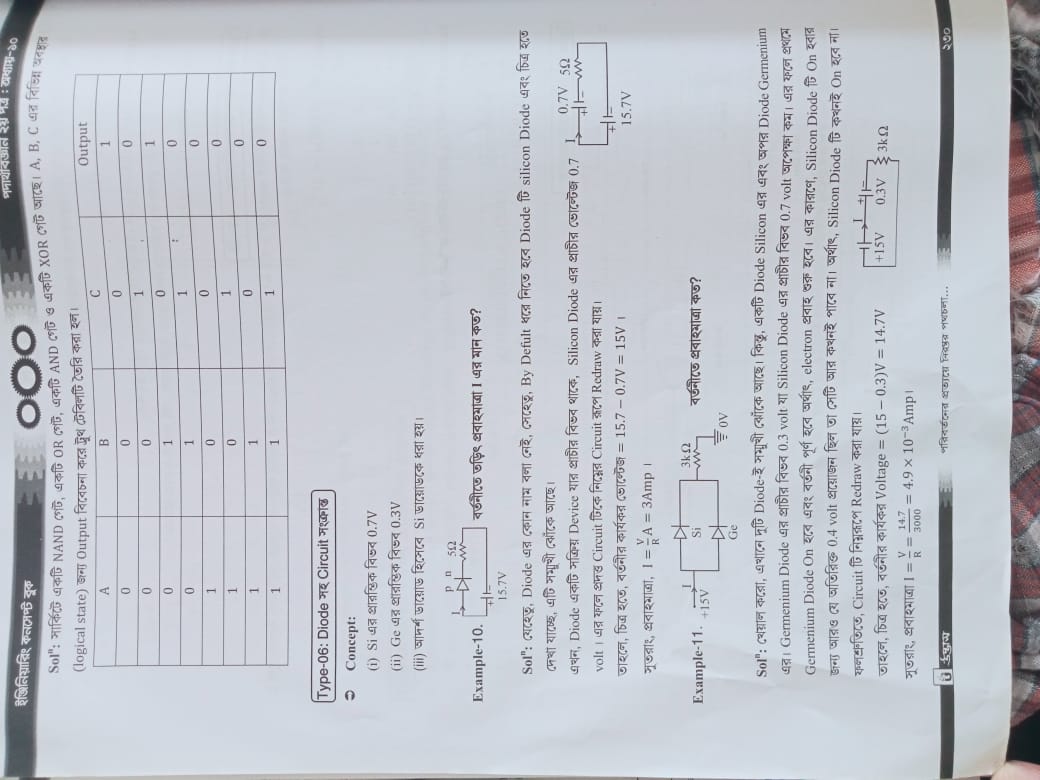 ইঞ্জিনিয়ারিং কনসেপ্ট বুক
পদার্থবিজ্ঞান ২য় পত্র : অধ্যায়-১০
Solⁿ: সার্কিটে একটি NAND গেট, একটি OR গেট, একটি AND গেট ও একটি XOR গেট আছে। A, B, C এর বিভিন্ন অবস্থার
(logical state) জন্য Output বিবেচনা করে ট্রুথ টেবিলটি তৈরি করা হল।
A B C Output
0 0 0 1
0 0 1 0
0 1 0 1
0 1 1 0
1 0 0 0
1 0 1 0
1 1 0 0
1 1 1 0
Type-06: Diode সহ Circuit সংক্রান্ত
Concept:
(i) Si এর প্রারম্ভিক বিভব 0.7V
(ii) Ge এর প্রারম্ভিক বিভব 0.3V
(iii) আদর্শ ডায়োড হিসেবে Si ডায়োডকে ধরা হয়।
Example-10.
I p n 5Ω
+ −
15.7V
বর্তনীতে তড়িৎ প্রবাহমাত্রা I এর মান কত?
Solⁿ: যেহেতু, Diode এর কোন নাম বলা নেই, সেহেতু, By Defult ধরে নিতে হবে Diode টি silicon Diode এবং চিত্র হতে
দেখা যাচ্ছে, এটি সম্মুখী ঝোঁকে আছে।
এখন, Diode একটি সক্রিয় Device যার প্রাচীর বিভব থাকে, Silicon Diode এর প্রাচীর ভোল্টেজ 0.7
volt । এর ফলে প্রদত্ত Circuit টিকে নিম্নের Circuit রূপে Redraw করা যায়।
তাহলে, চিত্র হতে, বর্তনীর কার্যকর ভোল্টেজ = 15.7 − 0.7V = 15V ।
সুতরাং, প্রবাহমাত্রা, I = V/R A = 3Amp ।
I 0.7V 5Ω
+ −
+ −
15.7V
Example-11.
+15V I Si Ge 3kΩ 0V
বর্তনীতে প্রবাহমাত্রা কত?
Solⁿ: খেয়াল করো, এখানে দুটি Diode-ই সম্মুখী ঝোঁকে আছে। কিন্তু, একটি Diode Silicon এর এবং অপর Diode Germenium
এর। Germenium Diode এর প্রাচীর বিভব 0.3 volt যা Silicon Diode এর প্রাচীর বিভব 0.7 volt অপেক্ষা কম। এর ফলে প্রথমে
Germenium Diode On হবে এবং বর্তনী পূর্ণ হবে অর্থাৎ, electron প্রবাহ শুরু হবে। এর কারণে, Silicon Diode টি On হবার
জন্য আরও যে অতিরিক্ত 0.4 volt প্রয়োজন ছিল তা সেটি আর কখনই পাবে না। অর্থাৎ, Silicon Diode টি কখনই On হবে না।
ফলশ্রুতিতে, Circuit টি নিম্নরূপে Redraw করা যায়।
তাহলে, চিত্র হতে, বর্তনীর কার্যকর Voltage = (15 − 0.3)V = 14.7V
সুতরাং, প্রবাহমাত্রা I = V/R = 14.7/3000 = 4.9 × 10⁻³Amp।
I + −
+15V 0.3V 3kΩ
উদ্ভাস
পরিবর্তনের প্রত্যয়ে নিরন্তর পথচলা...
২৩০